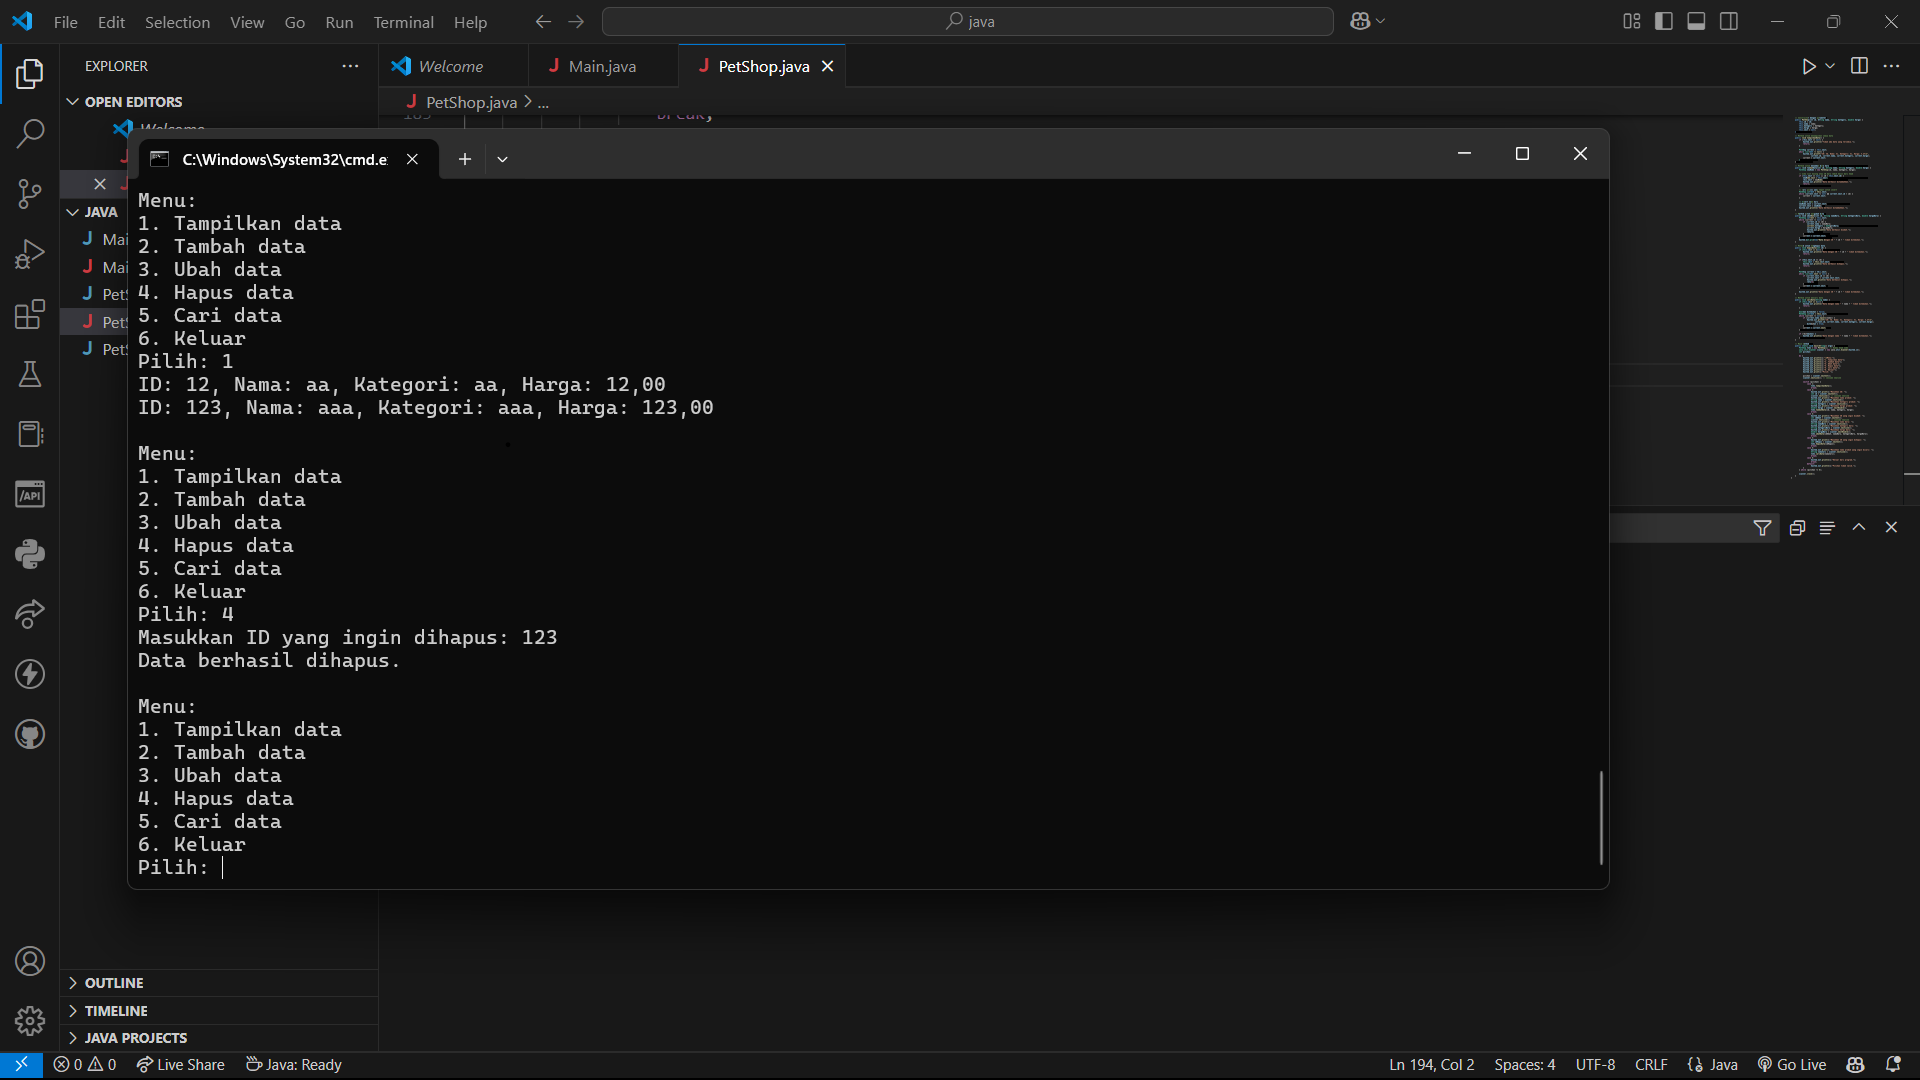 File Edit Selection View Go Run Terminal Help
java
EXPLORER
Welcome
Main.java
PetShop.java
OPEN EDITORS
PetShop.java > ...
Welcome
C:\Windows\System32\cmd.e
JAVA
Menu:
1. Tampilkan data
2. Tambah data
3. Ubah data
4. Hapus data
5. Cari data
6. Keluar
Pilih: 1
ID: 12, Nama: aa, Kategori: aa, Harga: 12,00
ID: 123, Nama: aaa, Kategori: aaa, Harga: 123,00
Menu:
1. Tampilkan data
2. Tambah data
3. Ubah data
4. Hapus data
5. Cari data
6. Keluar
Pilih: 4
Masukkan ID yang ingin dihapus: 123
Data berhasil dihapus.
Menu:
1. Tampilkan data
2. Tambah data
3. Ubah data
4. Hapus data
5. Cari data
6. Keluar
Pilih:
OUTLINE
TIMELINE
JAVA PROJECTS
0 0 Live Share Java: Ready
Ln 194, Col 2 Spaces: 4 UTF-8 CRLF Java Go Live